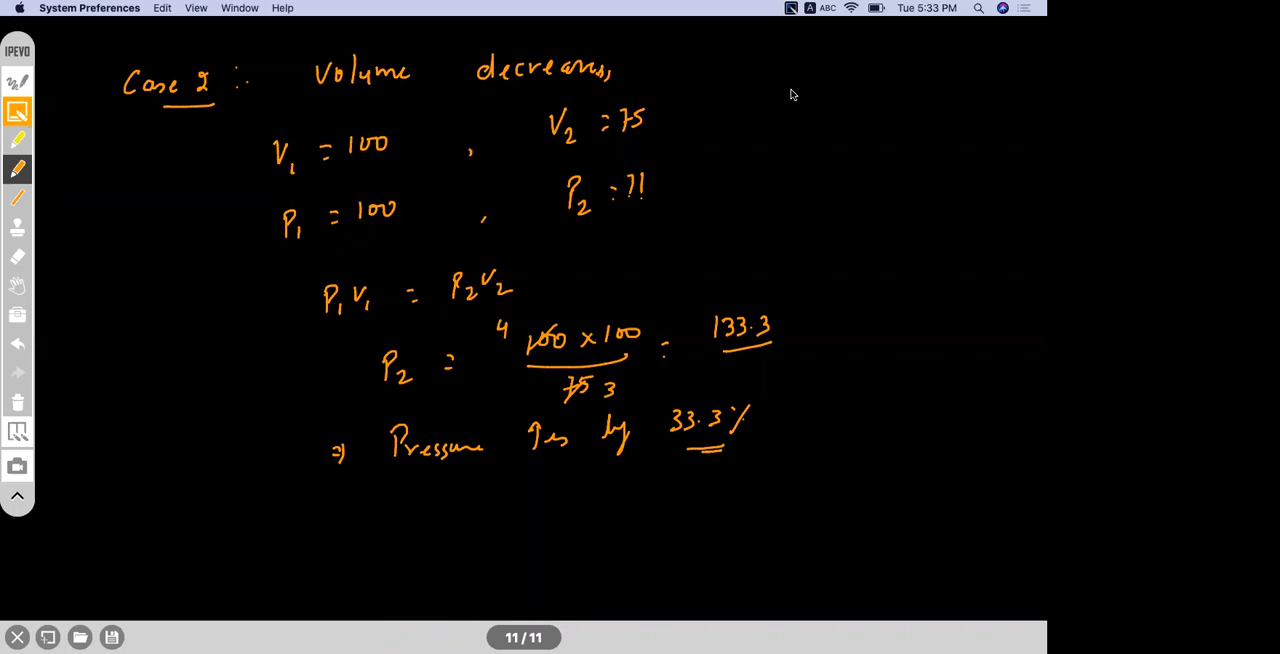 System Preferences Edit View Window Help A ABC Tue 5:33 PM
IPEVO
Case 2 :- Volume decreases,
V₁ = 100 , V₂ = 75
P₁ = 100 , P₂ = ??
P₁V₁ = P₂V₂
P₂ = 4 100 × 100 / 75 3 = 133.3
⇒ Pressure ↑es by 33.3%
11 / 11